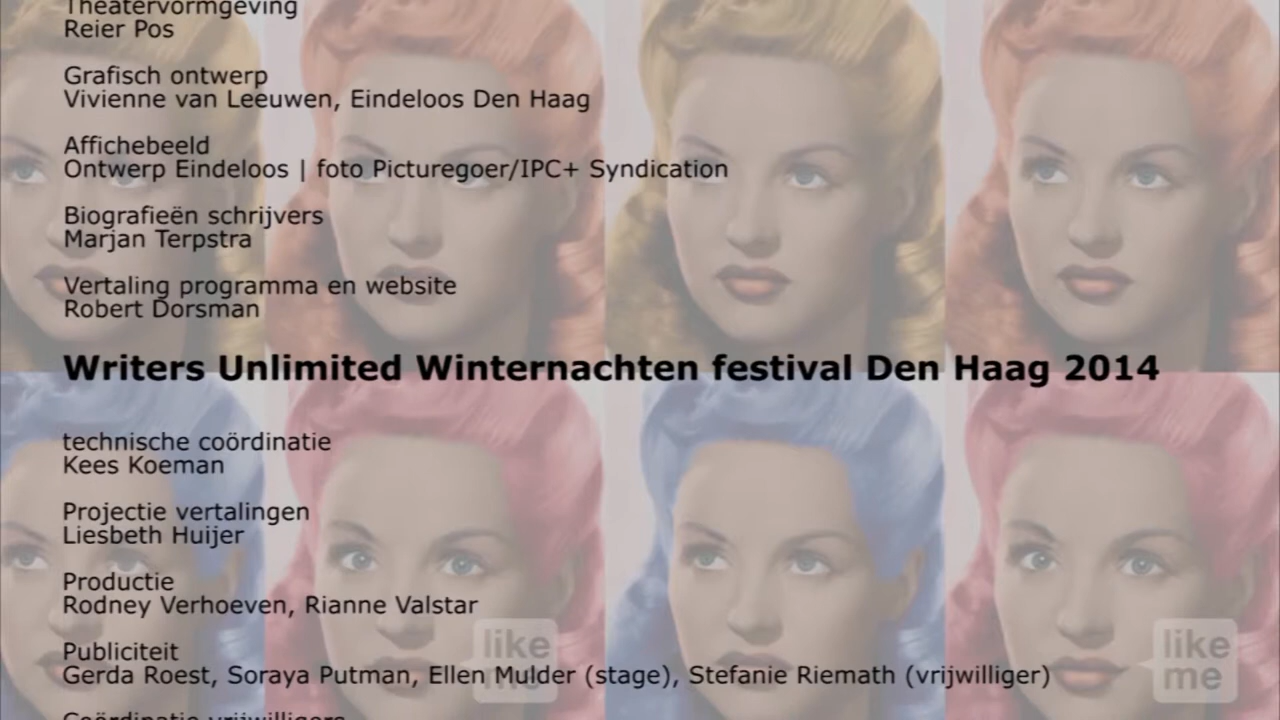 Theatervormgeving
Reier Pos
Grafisch ontwerp
Vivienne van Leeuwen, Eindeloos Den Haag
Affichebeeld
Ontwerp Eindeloos | foto Picturegoer/IPC+ Syndication
Biografieën schrijvers
Marjan Terpstra
Vertaling programma en website
Robert Dorsman
Writers Unlimited Winternachten festival Den Haag 2014
technische coördinatie
Kees Koeman
Projectie vertalingen
Liesbeth Huijer
Productie
Rodney Verhoeven, Rianne Valstar
Publiciteit
Gerda Roest, Soraya Putman, Ellen Mulder (stage), Stefanie Riemath (vrijwilliger)
Coördinatie vrijwilligers
like
me
like
me